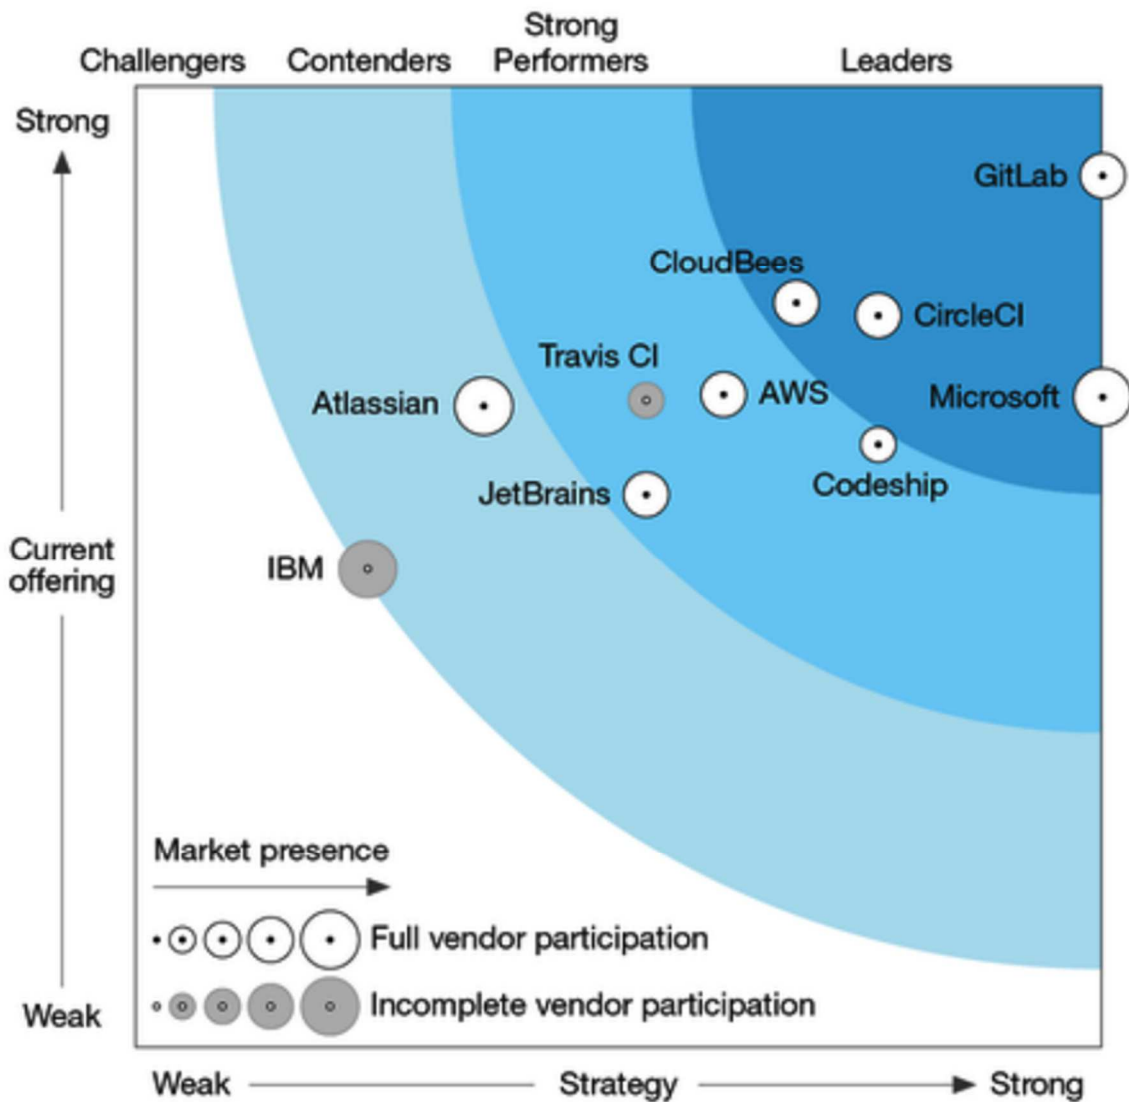 Strong
Challengers Contenders Performers Leaders
Strong
GitLab
CloudBees
CircleCI
Travis CI
Atlassian
AWS
Microsoft
Codeship
JetBrains
Current
offering
IBM
Market presence
Full vendor participation
Incomplete vendor participation
Weak
Weak Strategy Strong